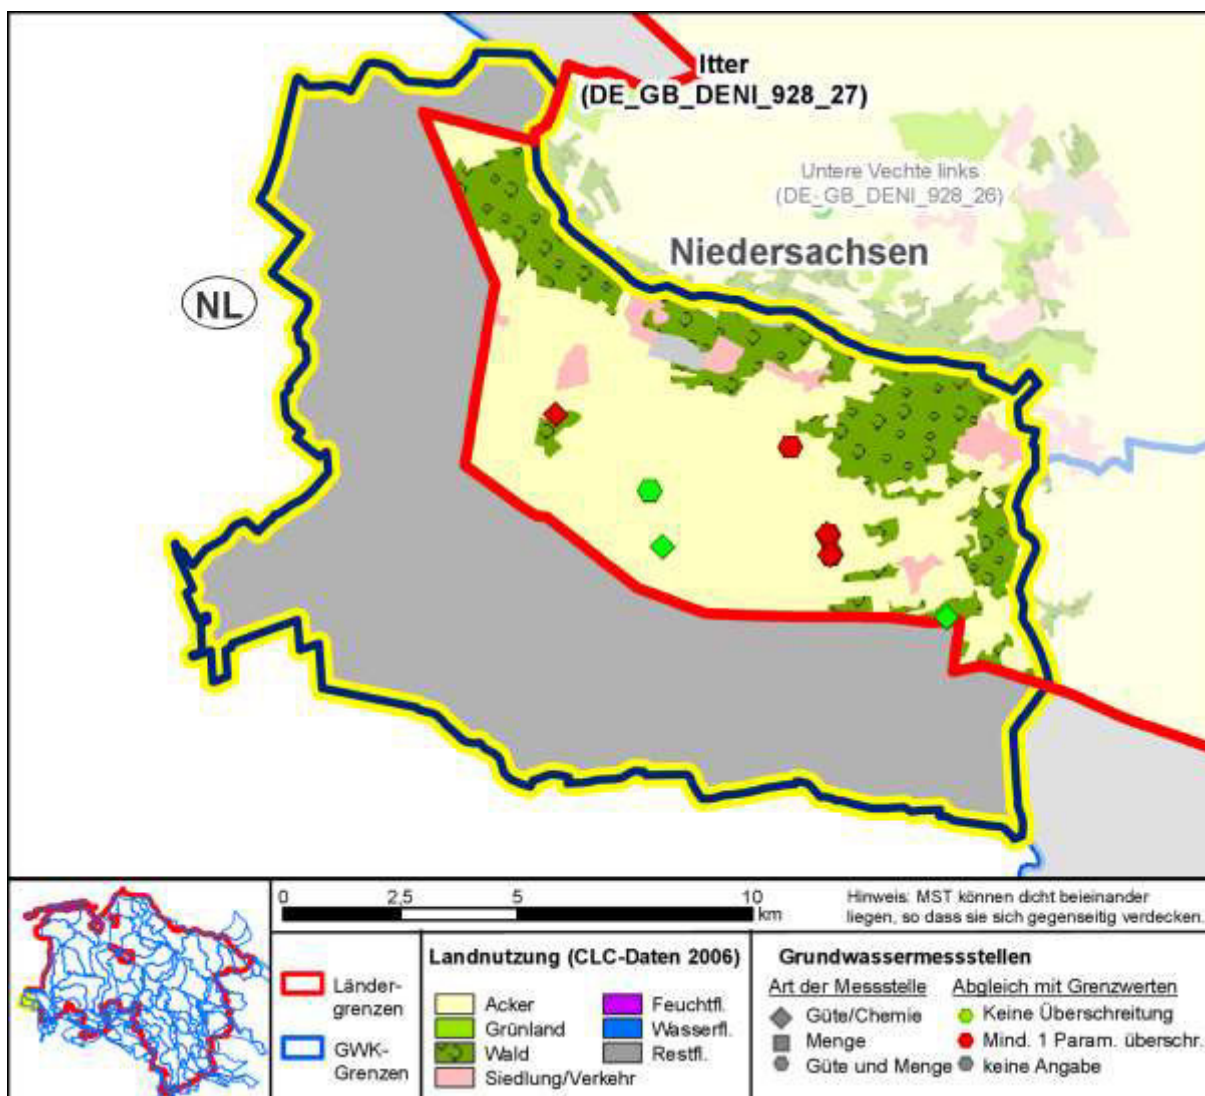 Itter
(DE_GB_DENI_928_27)
Untere Vechte links
(DE_GB_DENI_928_26)
Niedersachsen
NL
0 2,5 5 10
km
Hinweis: MST können dicht beieinander
liegen, so dass sie sich gegenseitig verdecken.
Länder-
grenzen
GWK-
Grenzen
Landnutzung (CLC-Daten 2006)
Acker
Grünland
Wald
Siedlung/Verkehr
Feuchtfl.
Wasserfl.
Restfl.
Grundwassermessstellen
Art der Messstelle
Güte/Chemie
Menge
Güte und Menge
Abgleich mit Grenzwerten
Keine Überschreitung
Mind. 1 Param. überschr.
keine Angabe